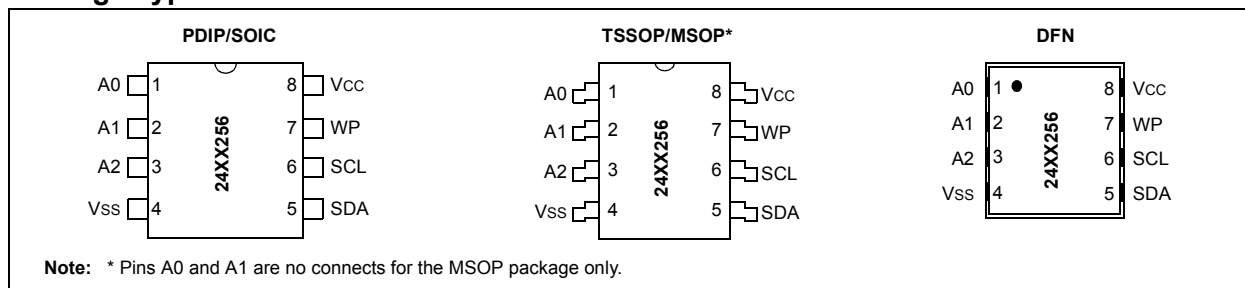 PDIP/SOIC
A0 1 8 VCC
A1 2 7 WP
A2 3 6 SCL
VSS 4 5 SDA
24XX256
TSSOP/MSOP*
A0 1 8 VCC
A1 2 7 WP
A2 3 6 SCL
VSS 4 5 SDA
24XX256
DFN
A0 1 8 VCC
A1 2 7 WP
A2 3 6 SCL
VSS 4 5 SDA
24XX256
Note: * Pins A0 and A1 are no connects for the MSOP package only.